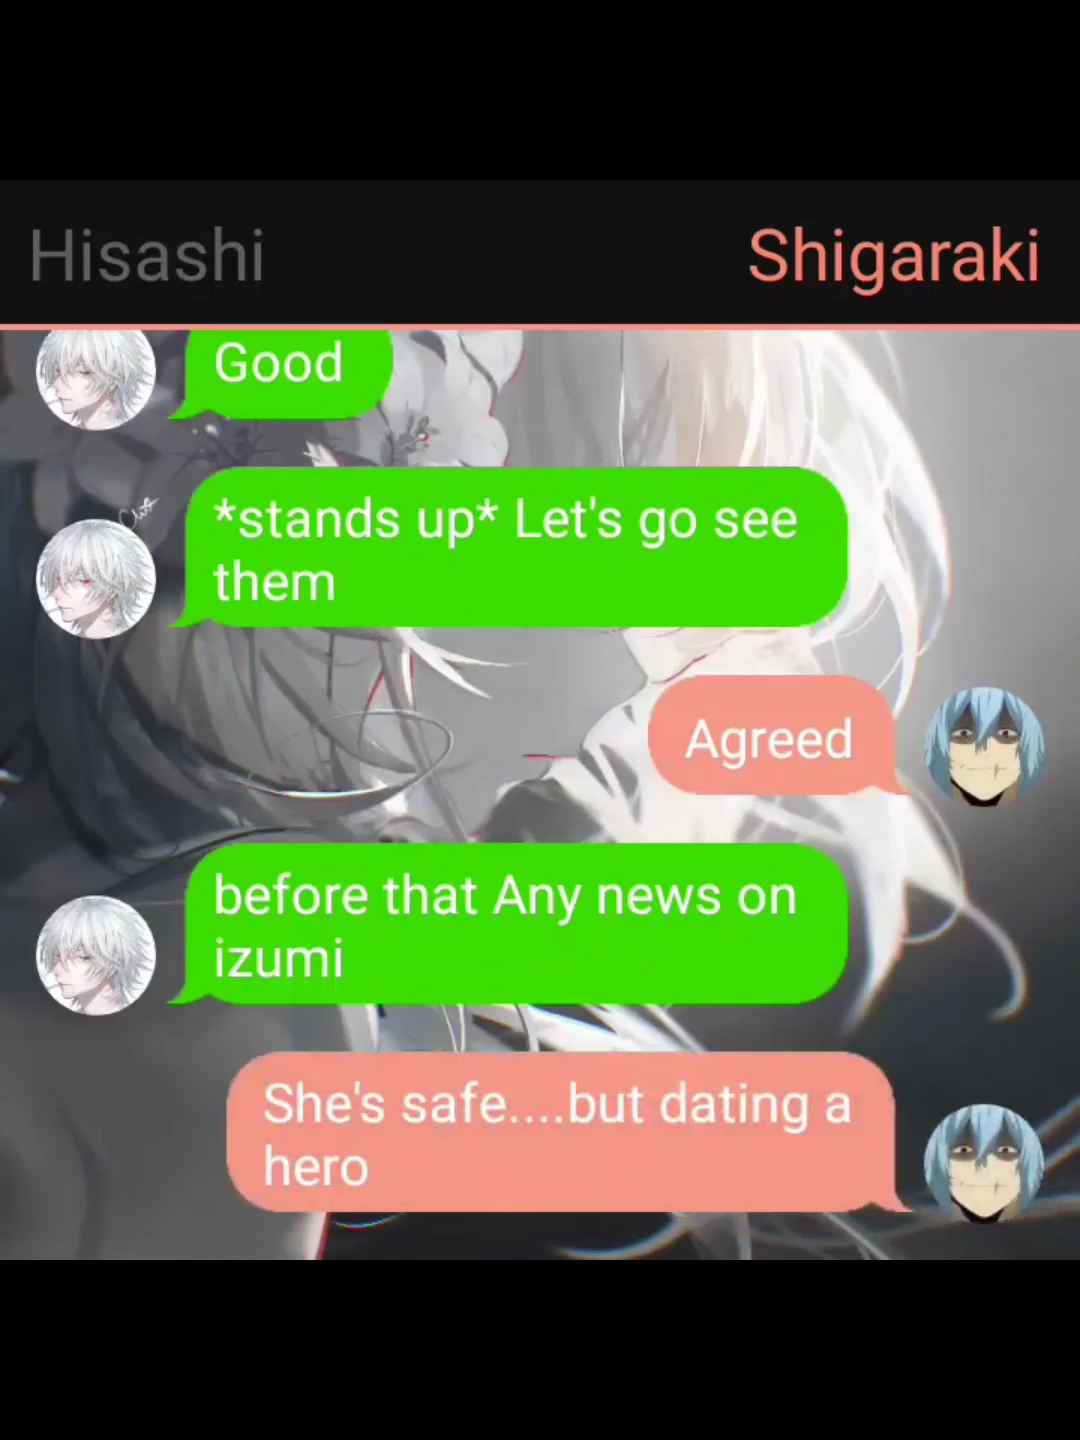 Hisashi
Shigaraki
Good
*stands up* Let's go see
them
Agreed
before that Any news on
izumi
She's safe....but dating a
hero